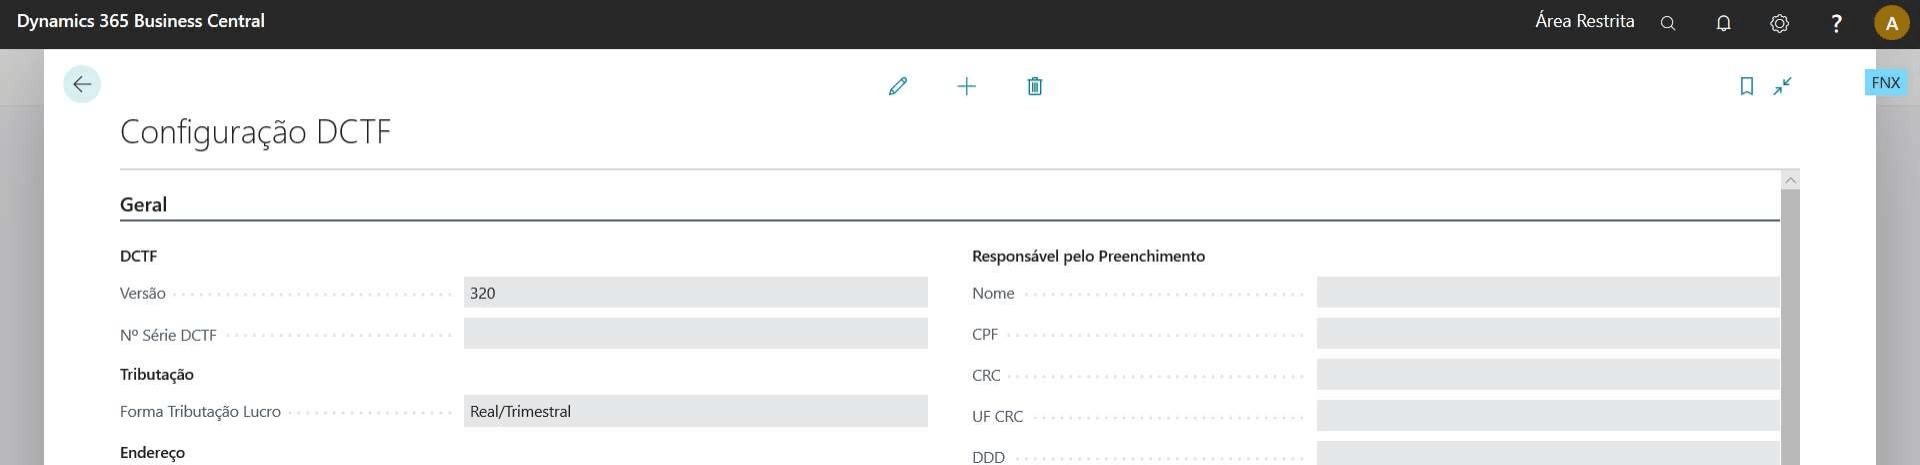 Dynamics 365 Business Central
Área Restrita
?
A
FNX
Configuração DCTF
Geral
DCTF
Versão
320
Nº Série DCTF
Tributação
Forma Tributação Lucro
Real/Trimestral
Endereço
Responsável pelo Preenchimento
Nome
CPF
CRC
UF CRC
DDD